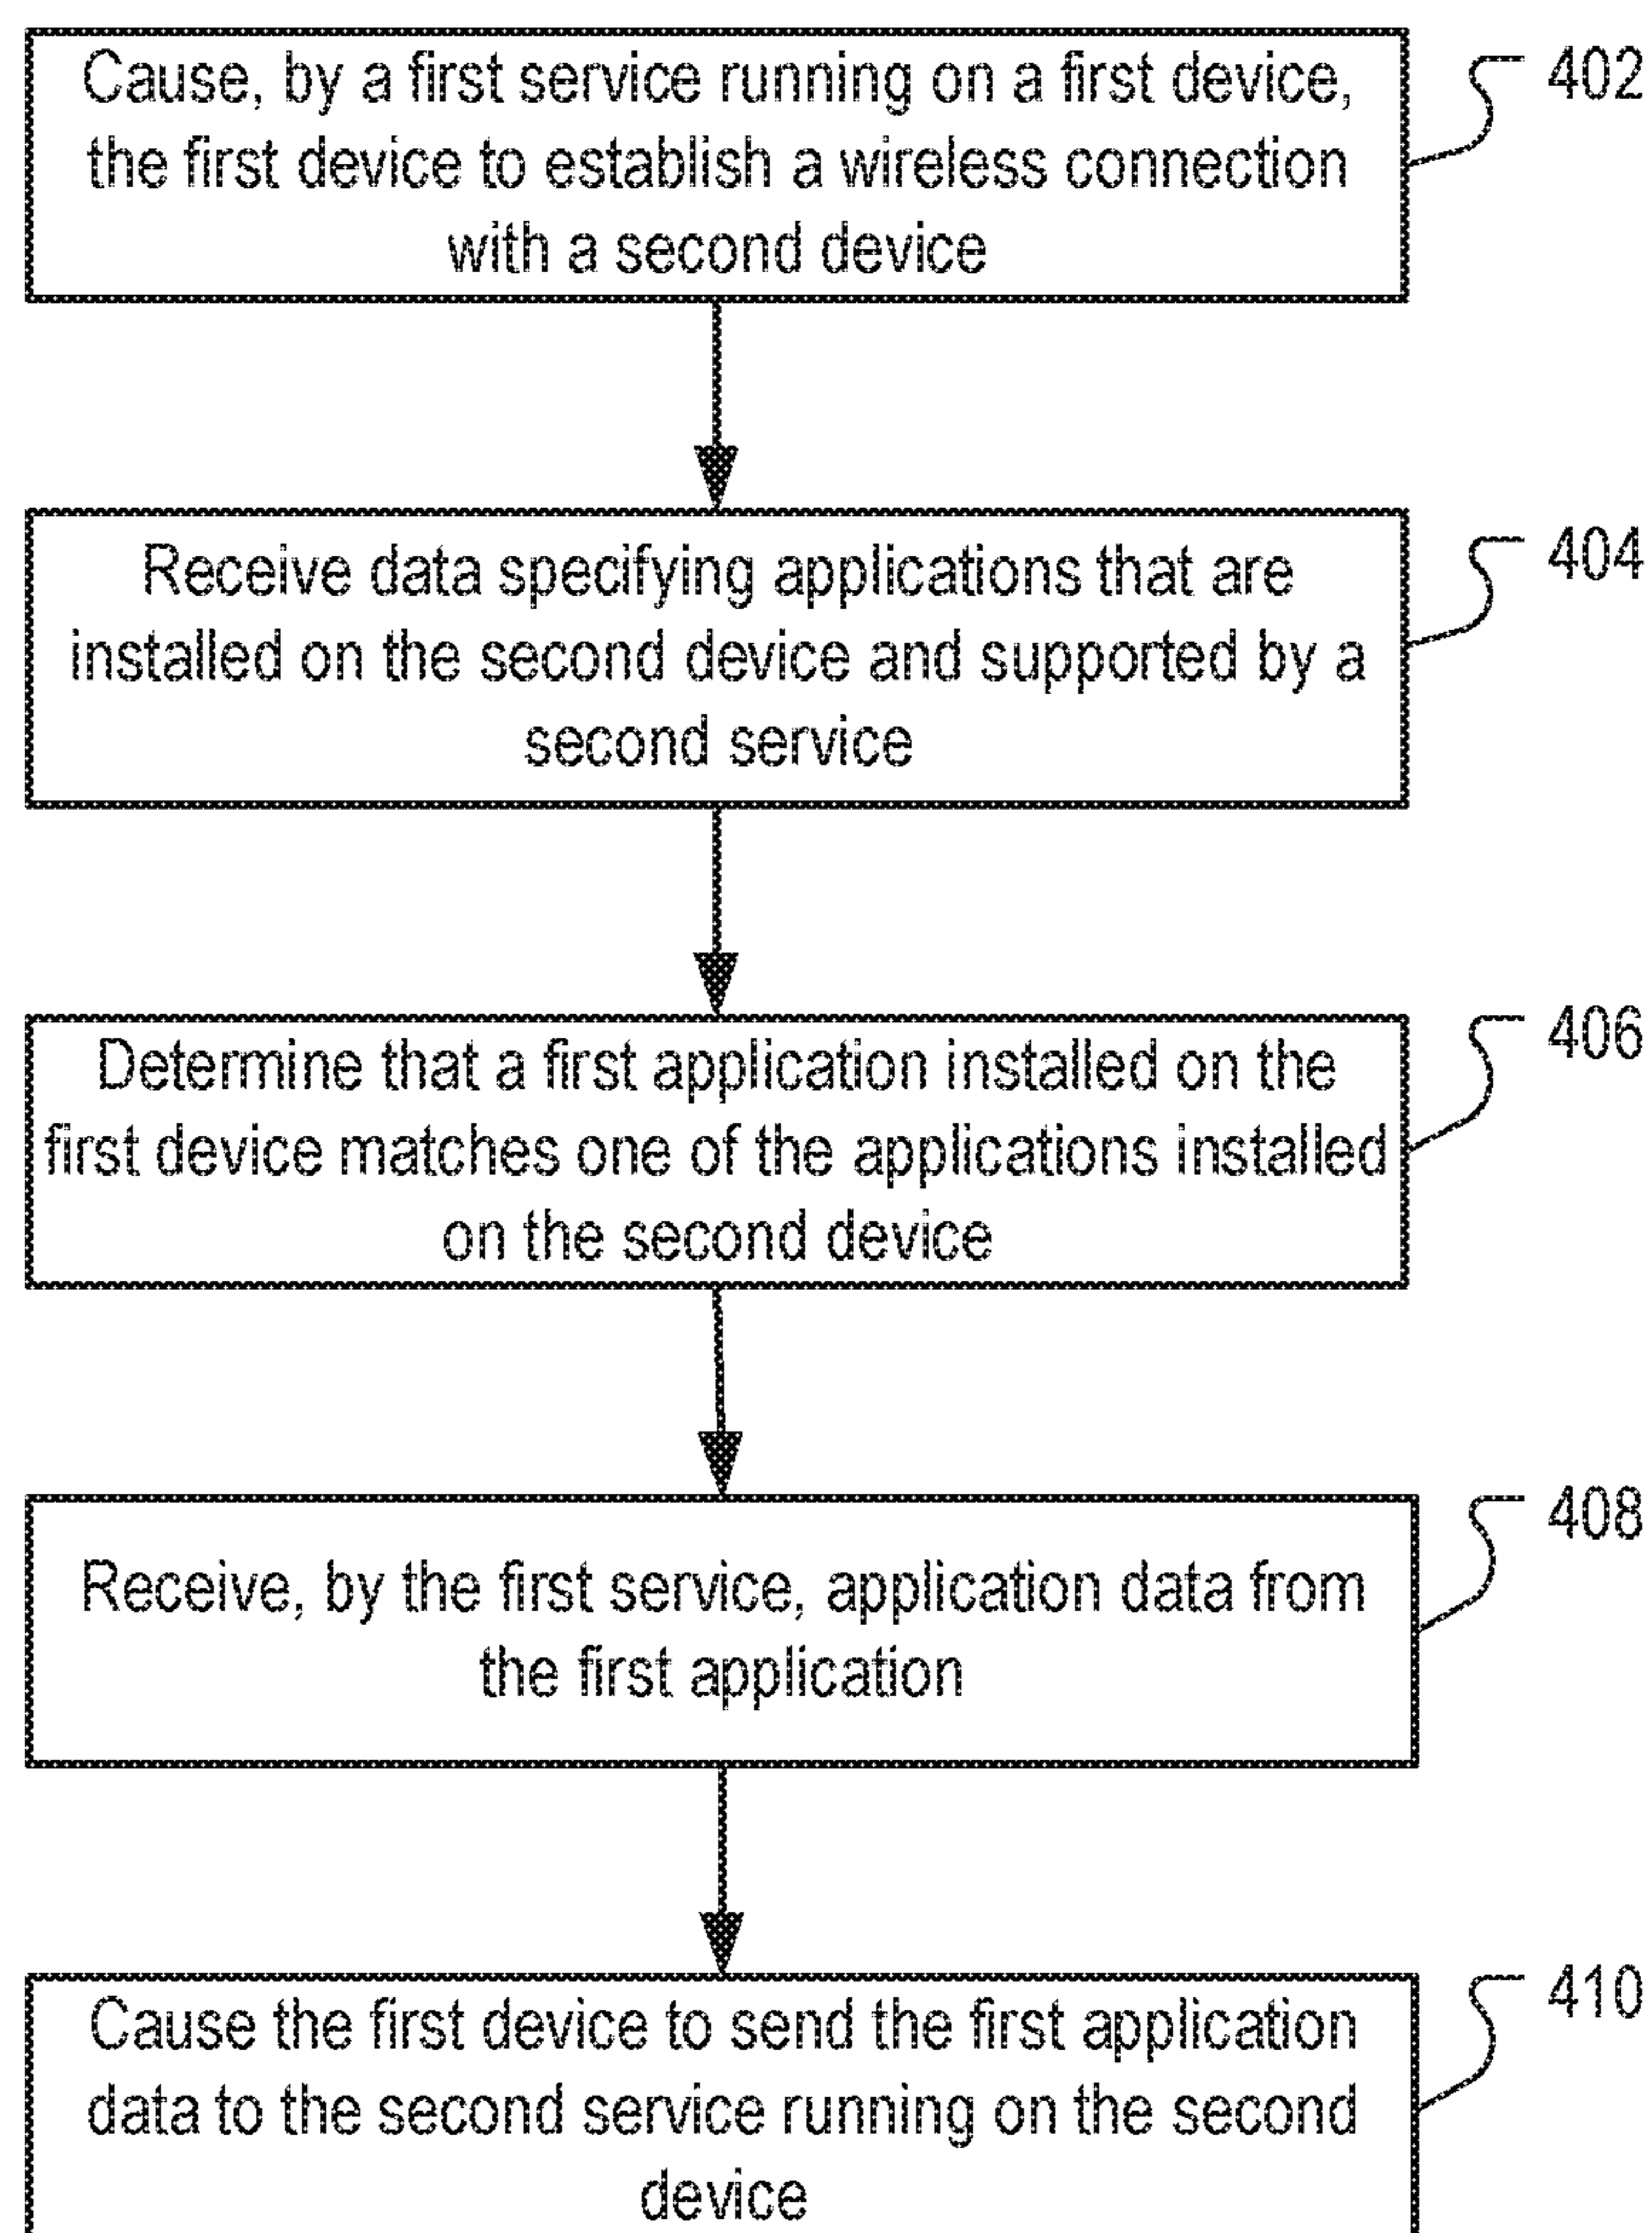 Cause, by a first service running on a first device,
the first device to establish a wireless connection
with a second device
402
Receive data specifying applications that are
installed on the second device and supported by a
second service
404
Determine that a first application installed on the
first device matches one of the applications installed
on the second device
406
Receive, by the first service, application data from
the first application
408
Cause the first device to send the first application
data to the second service running on the second
device
410